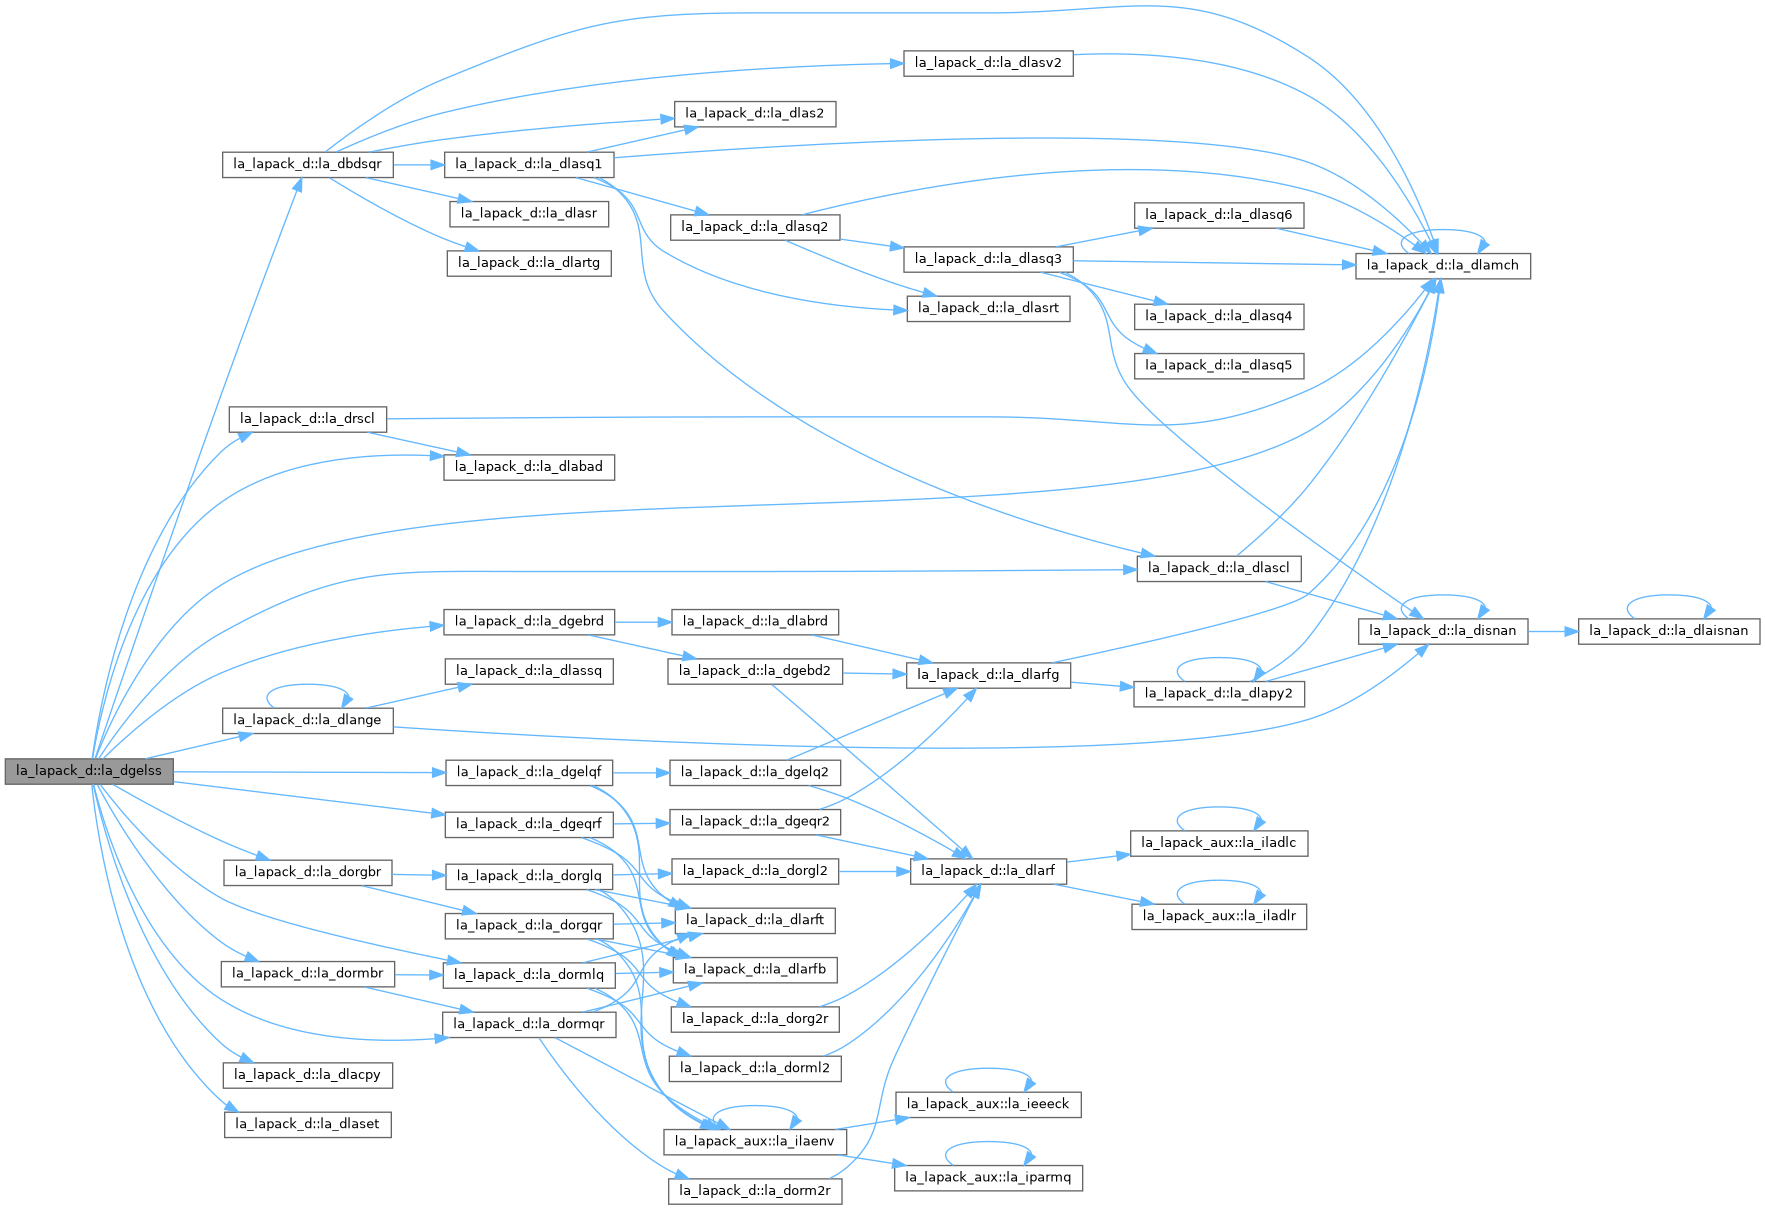 la_lapack_d::la_dgelss
la_lapack_d::la_dbdsqr
la_lapack_d::la_drscl
la_lapack_d::la_dlange
la_lapack_d::la_dorgbr
la_lapack_d::la_dormbr
la_lapack_d::la_dlacpy
la_lapack_d::la_dlaset
la_lapack_d::la_dlasq1
la_lapack_d::la_dlasr
la_lapack_d::la_dlartg
la_lapack_d::la_dlabad
la_lapack_d::la_dgebrd
la_lapack_d::la_dlassq
la_lapack_d::la_dgelqf
la_lapack_d::la_dgeqrf
la_lapack_d::la_dorglq
la_lapack_d::la_dorgqr
la_lapack_d::la_dormlq
la_lapack_d::la_dormqr
la_lapack_d::la_dlas2
la_lapack_d::la_dlasq2
la_lapack_d::la_dlabrd
la_lapack_d::la_dgebd2
la_lapack_d::la_dgelq2
la_lapack_d::la_dgeqr2
la_lapack_d::la_dorgl2
la_lapack_d::la_dlarft
la_lapack_d::la_dlarfb
la_lapack_d::la_dorg2r
la_lapack_d::la_dorml2
la_lapack_aux::la_ilaenv
la_lapack_d::la_dorm2r
la_lapack_d::la_dlasv2
la_lapack_d::la_dlasq3
la_lapack_d::la_dlasrt
la_lapack_d::la_dlarfg
la_lapack_d::la_dlarf
la_lapack_aux::la_ieeeck
la_lapack_aux::la_iparmq
la_lapack_d::la_dlasq6
la_lapack_d::la_dlasq4
la_lapack_d::la_dlasq5
la_lapack_d::la_dlascl
la_lapack_d::la_dlapy2
la_lapack_aux::la_iladlc
la_lapack_aux::la_iladlr
la_lapack_d::la_dlamch
la_lapack_d::la_disnan
la_lapack_d::la_dlaisnan